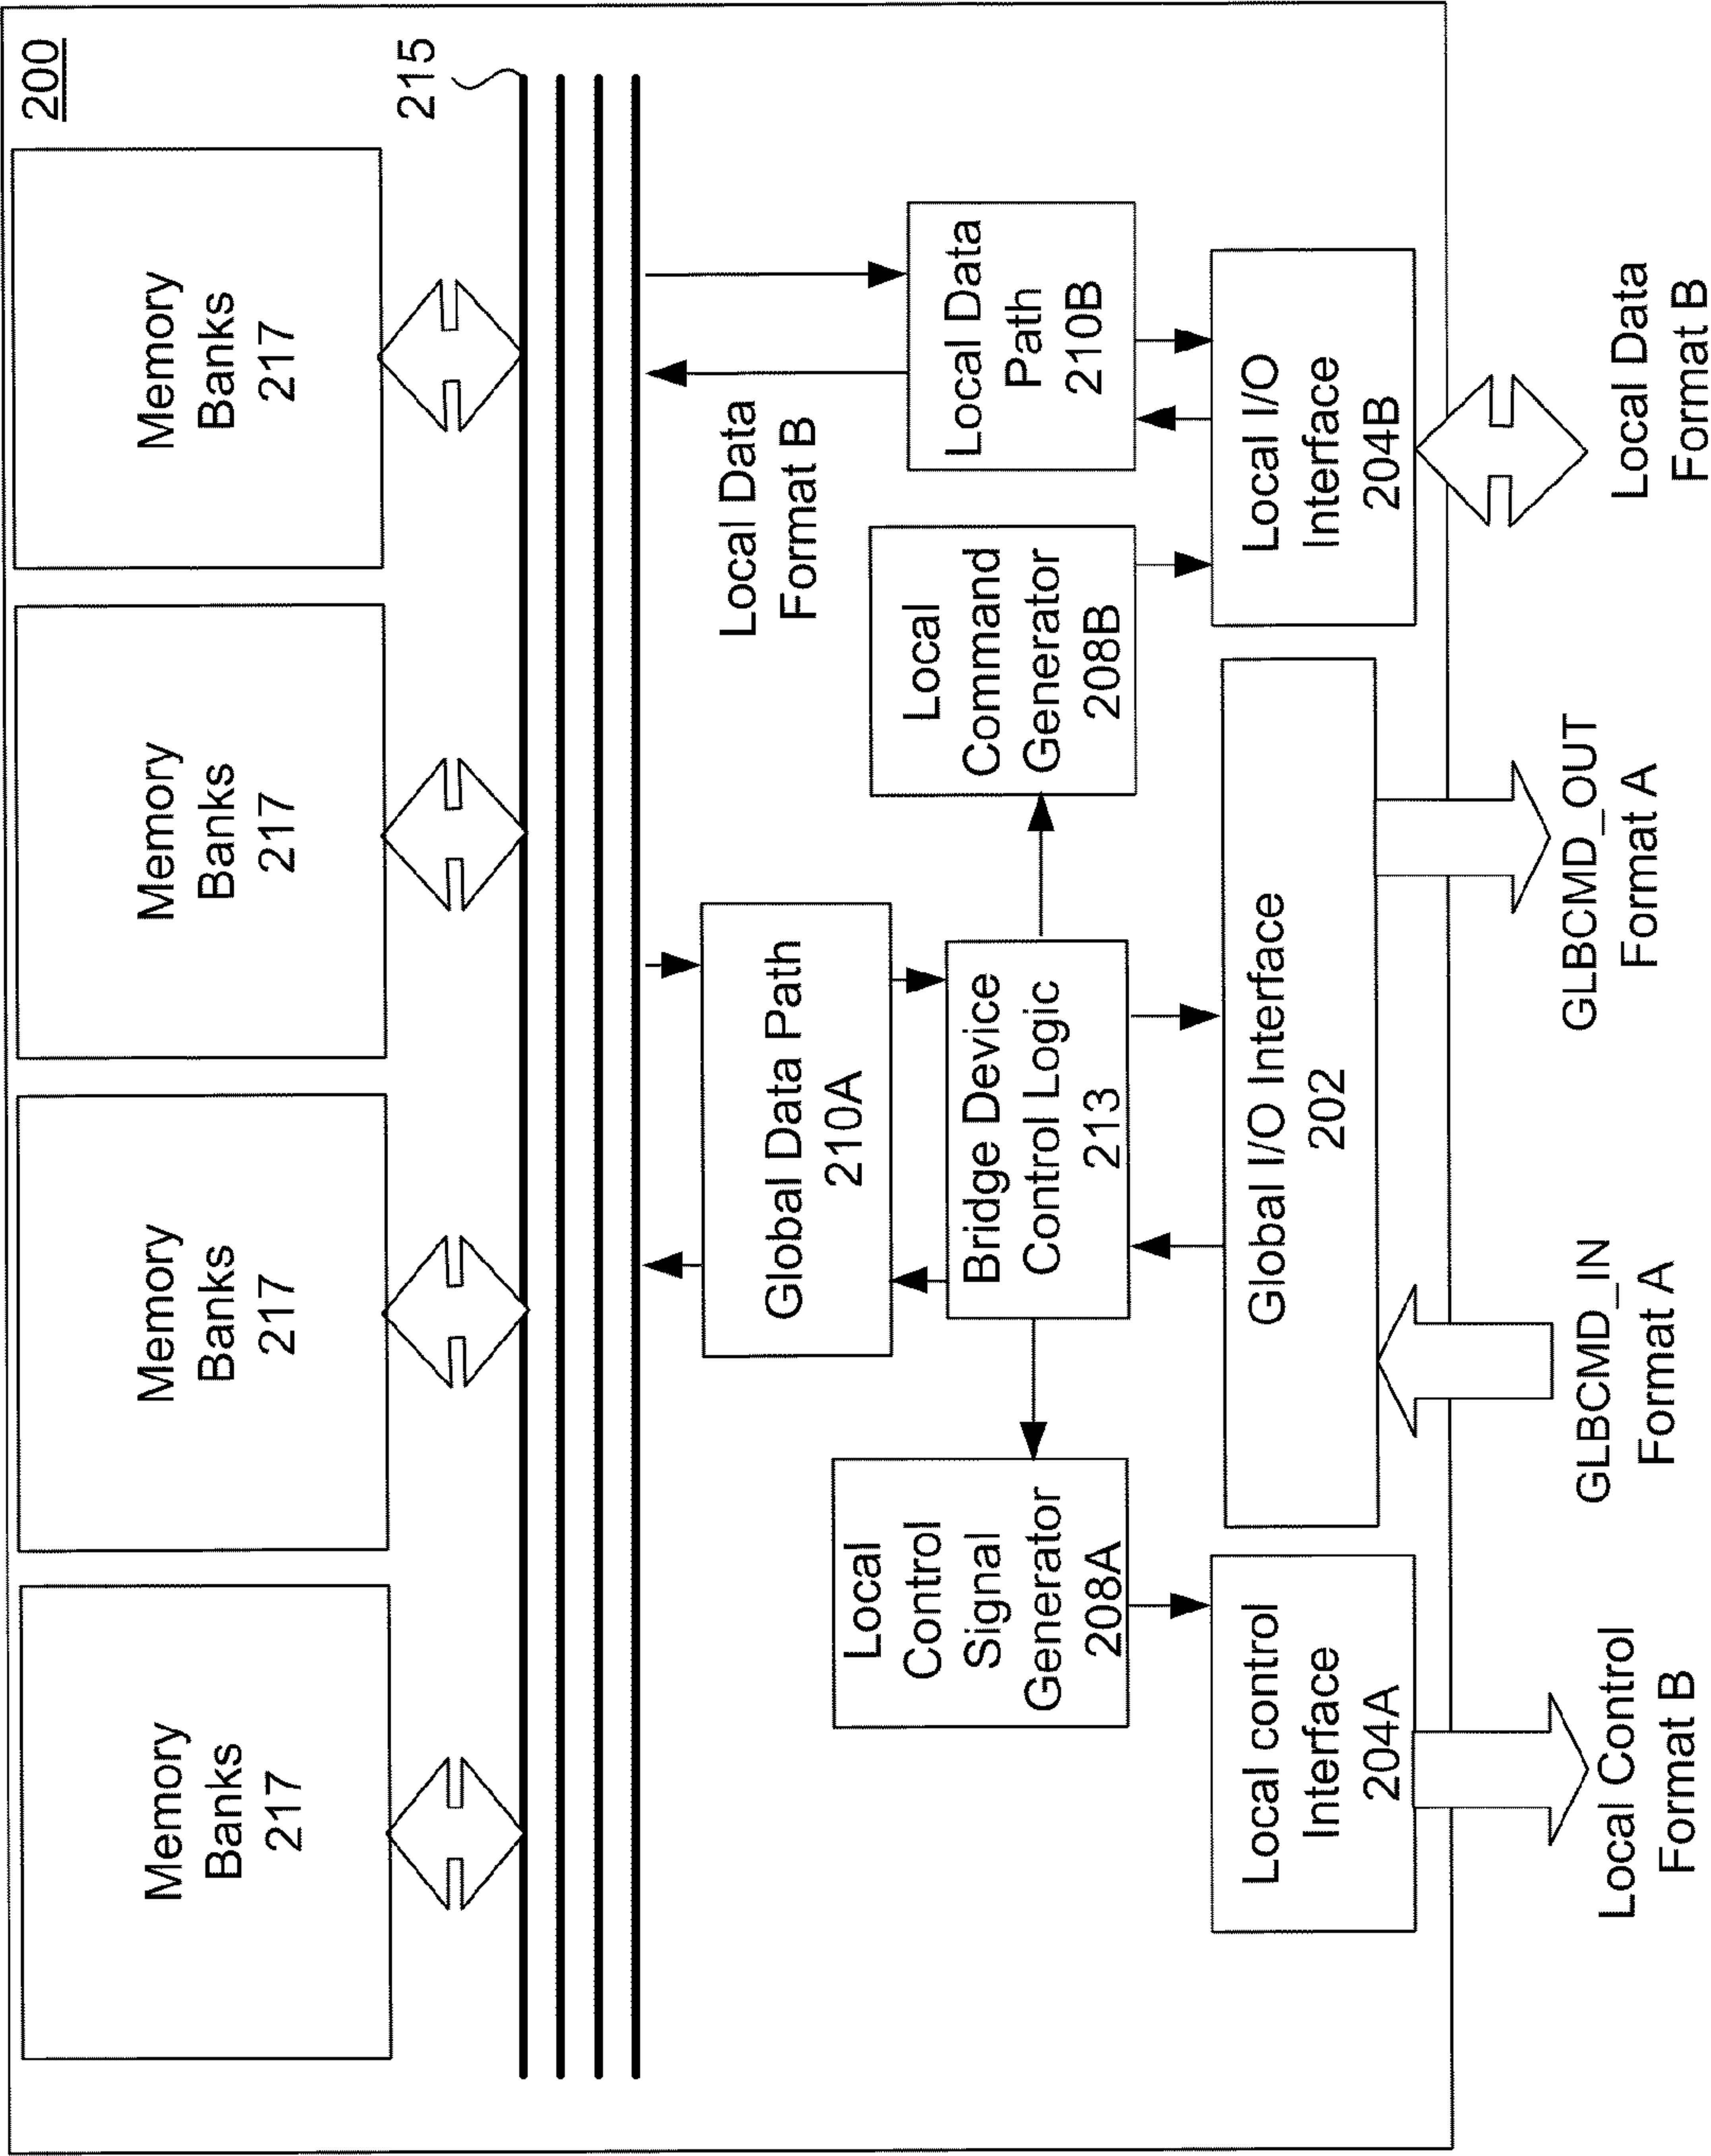 200
215
Memory
Banks
217
Memory
Banks
217
Memory
Banks
217
Memory
Banks
217
Local Data
Format B
Global Data Path
210A
Local Data
Path
210B
Local
Control
Signal
Generator
208A
Bridge Device
Control Logic
213
Local
Command
Generator
208B
Local control
Interface
204A
Global I/O Interface
202
Local I/O
Interface
204B
Local Control
Format B
GLBCMD_IN
Format A
GLBCMD_OUT
Format A
Local Data
Format B